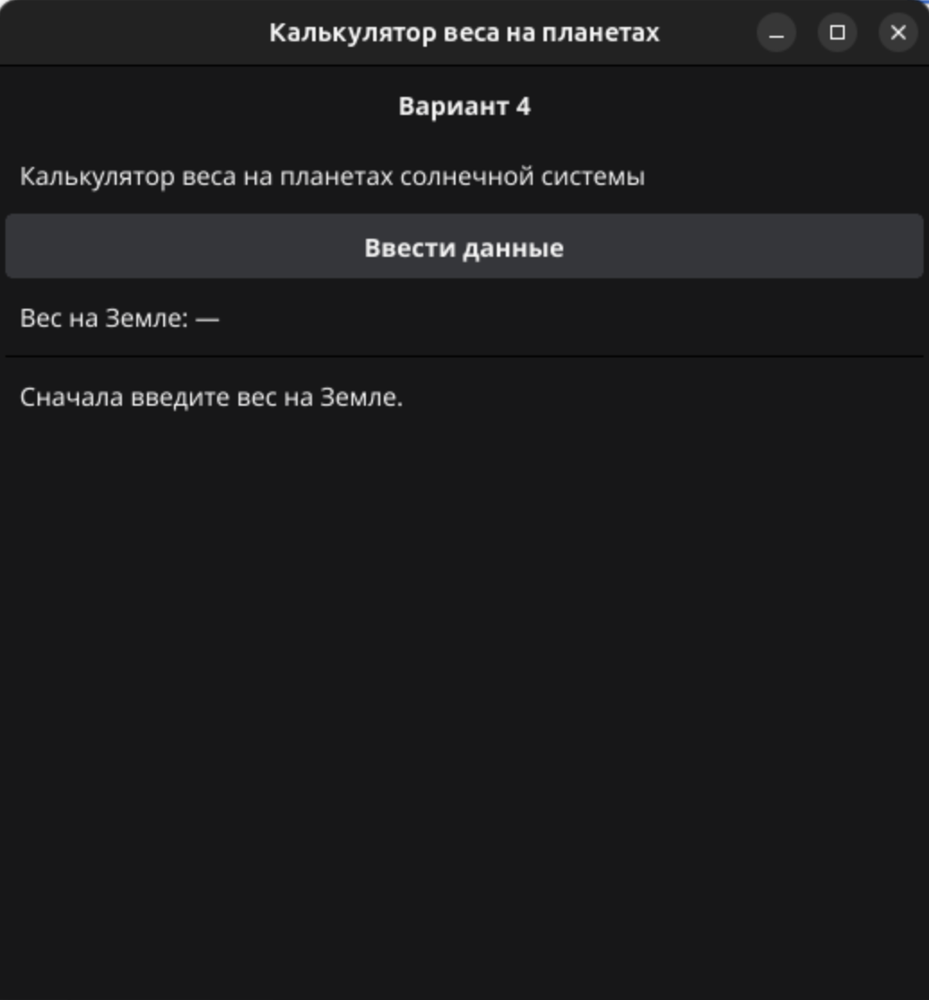 Калькулятор веса на планетах
Вариант 4
Калькулятор веса на планетах солнечной системы
Ввести данные
Вес на Земле: —
Сначала введите вес на Земле.